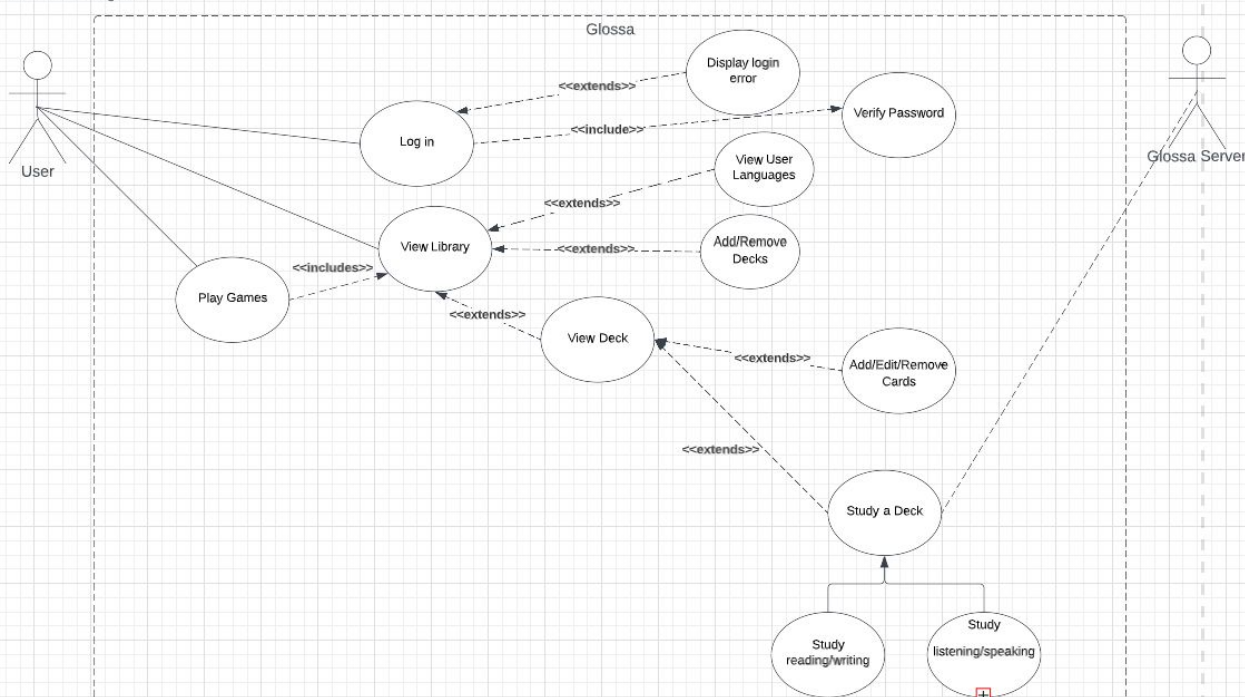 Glossa
Display login
error
<<extends>>
Verify Password
<<include>>
Log in
User
Glossa Server
View User
Languages
<<extends>>
View Library
Add/Remove
Decks
<<extends>>
<<includes>>
Play Games
<<extends>>
View Deck
<<extends>>
Add/Edit/Remove
Cards
<<extends>>
Study a Deck
Study
reading/writing
Study
listening/speaking